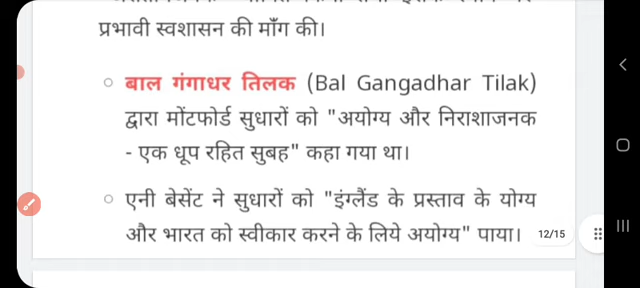 प्रभावी स्वशासन की माँग की।
बाल गंगाधर तिलक (Bal Gangadhar Tilak)
द्वारा मोंटफोर्ड सुधारों को "अयोग्य और निराशाजनक
- एक धूप रहित सुबह" कहा गया था।
एनी बेसेंट ने सुधारों को "इंग्लैंड के प्रस्ताव के योग्य
और भारत को स्वीकार करने के लिये अयोग्य" पाया।
12/15